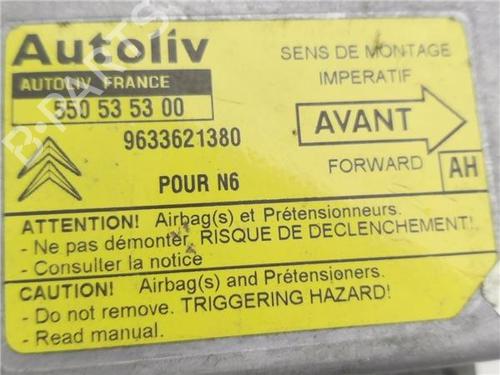 Autoliv
AUTOLIV FRANCE
550 53 53 00
9633621380
POUR N6
SENS DE MONTAGE
IMPERATIF
AVANT
FORWARD
AH
ATTENTION! Airbag(s) et Prétensionneurs.
- Ne pas démonter, RISQUE DE DECLENCHEMENT!
- Consulter la notice
CAUTION! Airbag(s) and Prétensioners.
- Do not remove. TRIGGERING HAZARD!
- Read manual.
B-PARTS